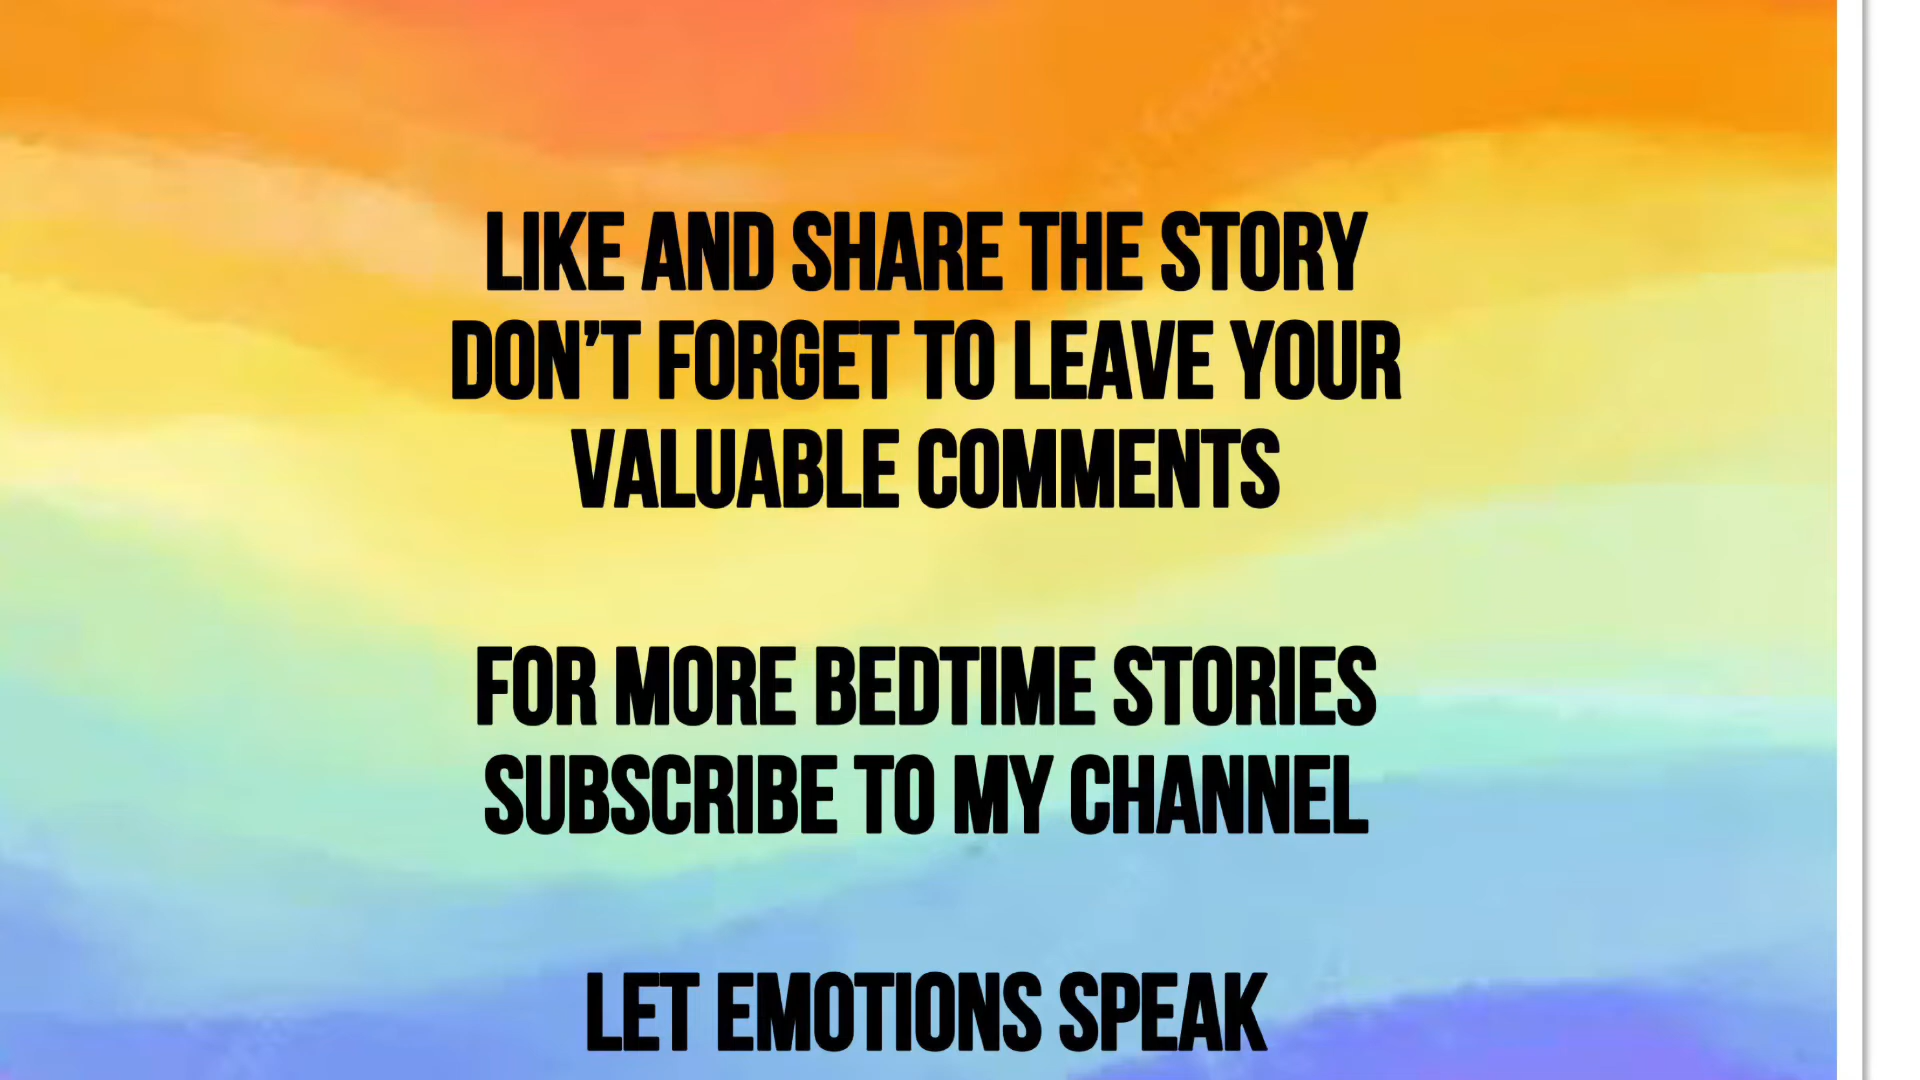 LIKE AND SHARE THE STORY
DON'T FORGET TO LEAVE YOUR
VALUABLE COMMENTS
FOR MORE BEDTIME STORIES
SUBSCRIBE TO MY CHANNEL
LET EMOTIONS SPEAK